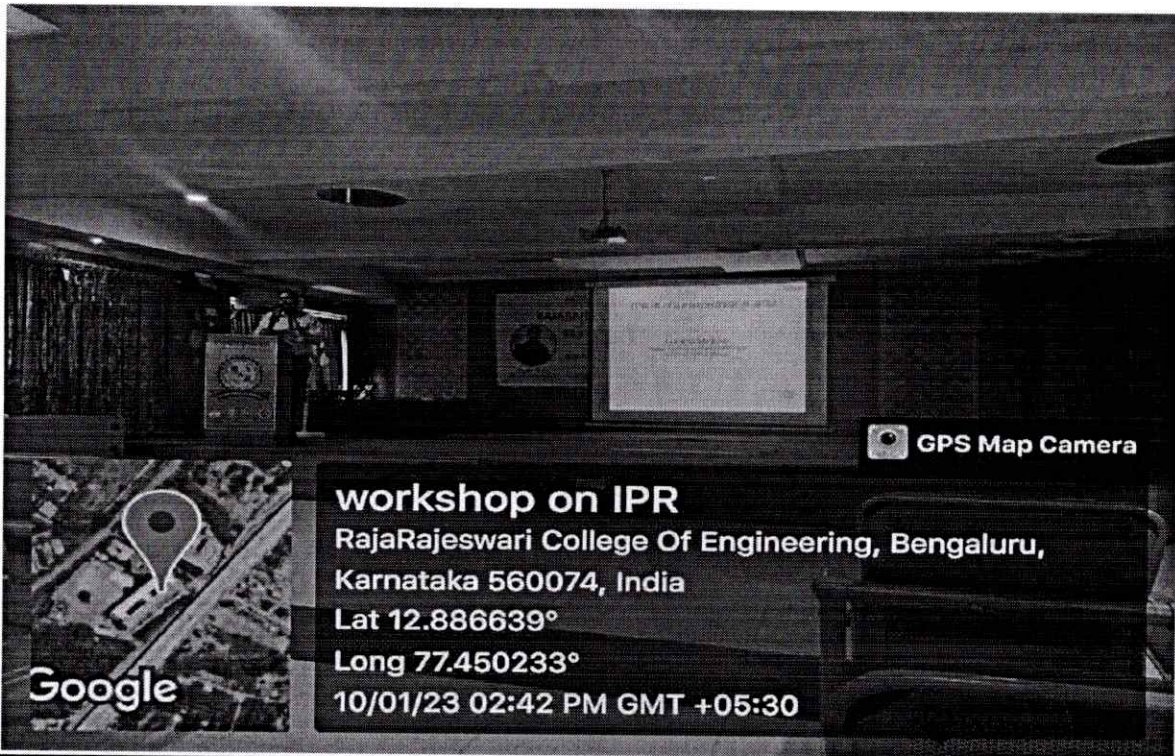 GPS Map Camera
workshop on IPR
RajaRajeswari College Of Engineering, Bengaluru,
Karnataka 560074, India
Lat 12.886639°
Long 77.450233°
10/01/23 02:42 PM GMT +05:30
Google